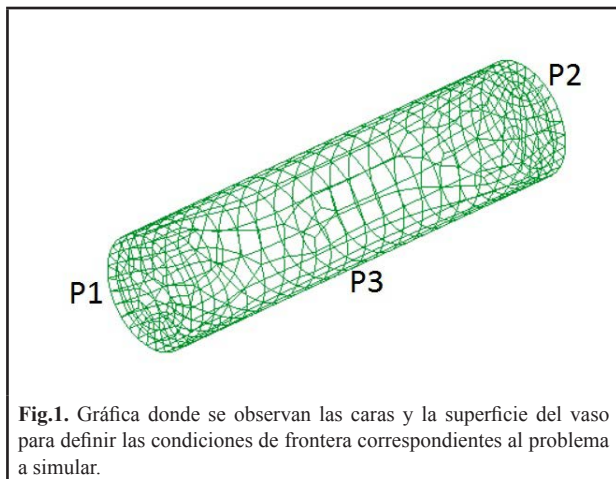 P2
P1
P3
Fig.1. Gráfica donde se observan las caras y la superficie del vaso
para definir las condiciones de frontera correspondientes al problema
a simular.